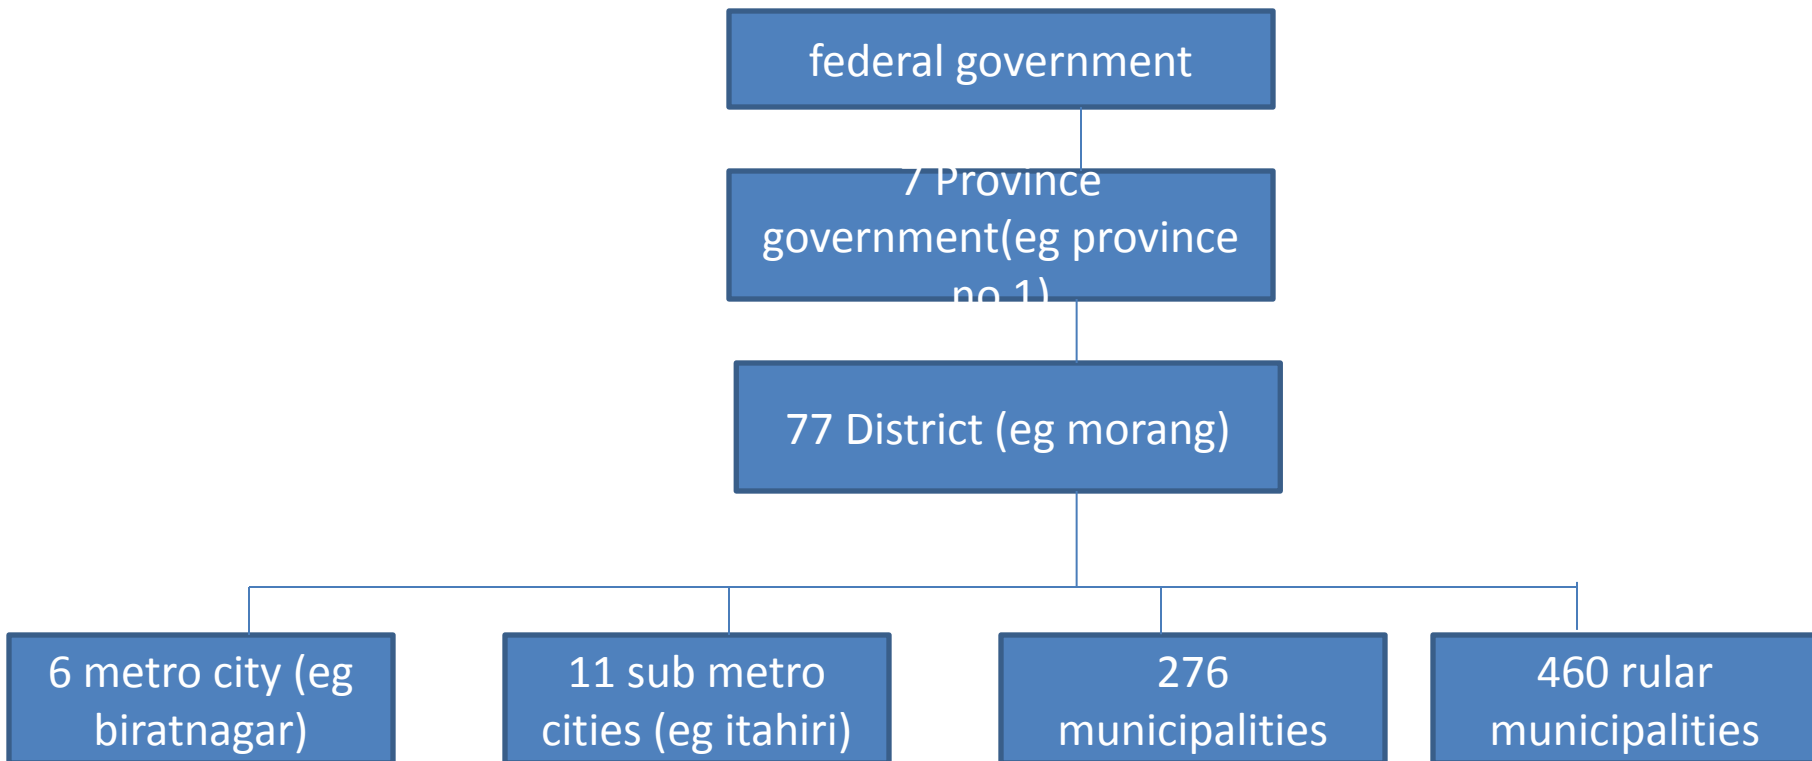 federal government
7 Province
government(eg province
no 1)
77 District (eg morang)
6 metro city (eg
biratnagar)
11 sub metro
cities (eg itahiri)
276
municipalities
460 rular
municipalities